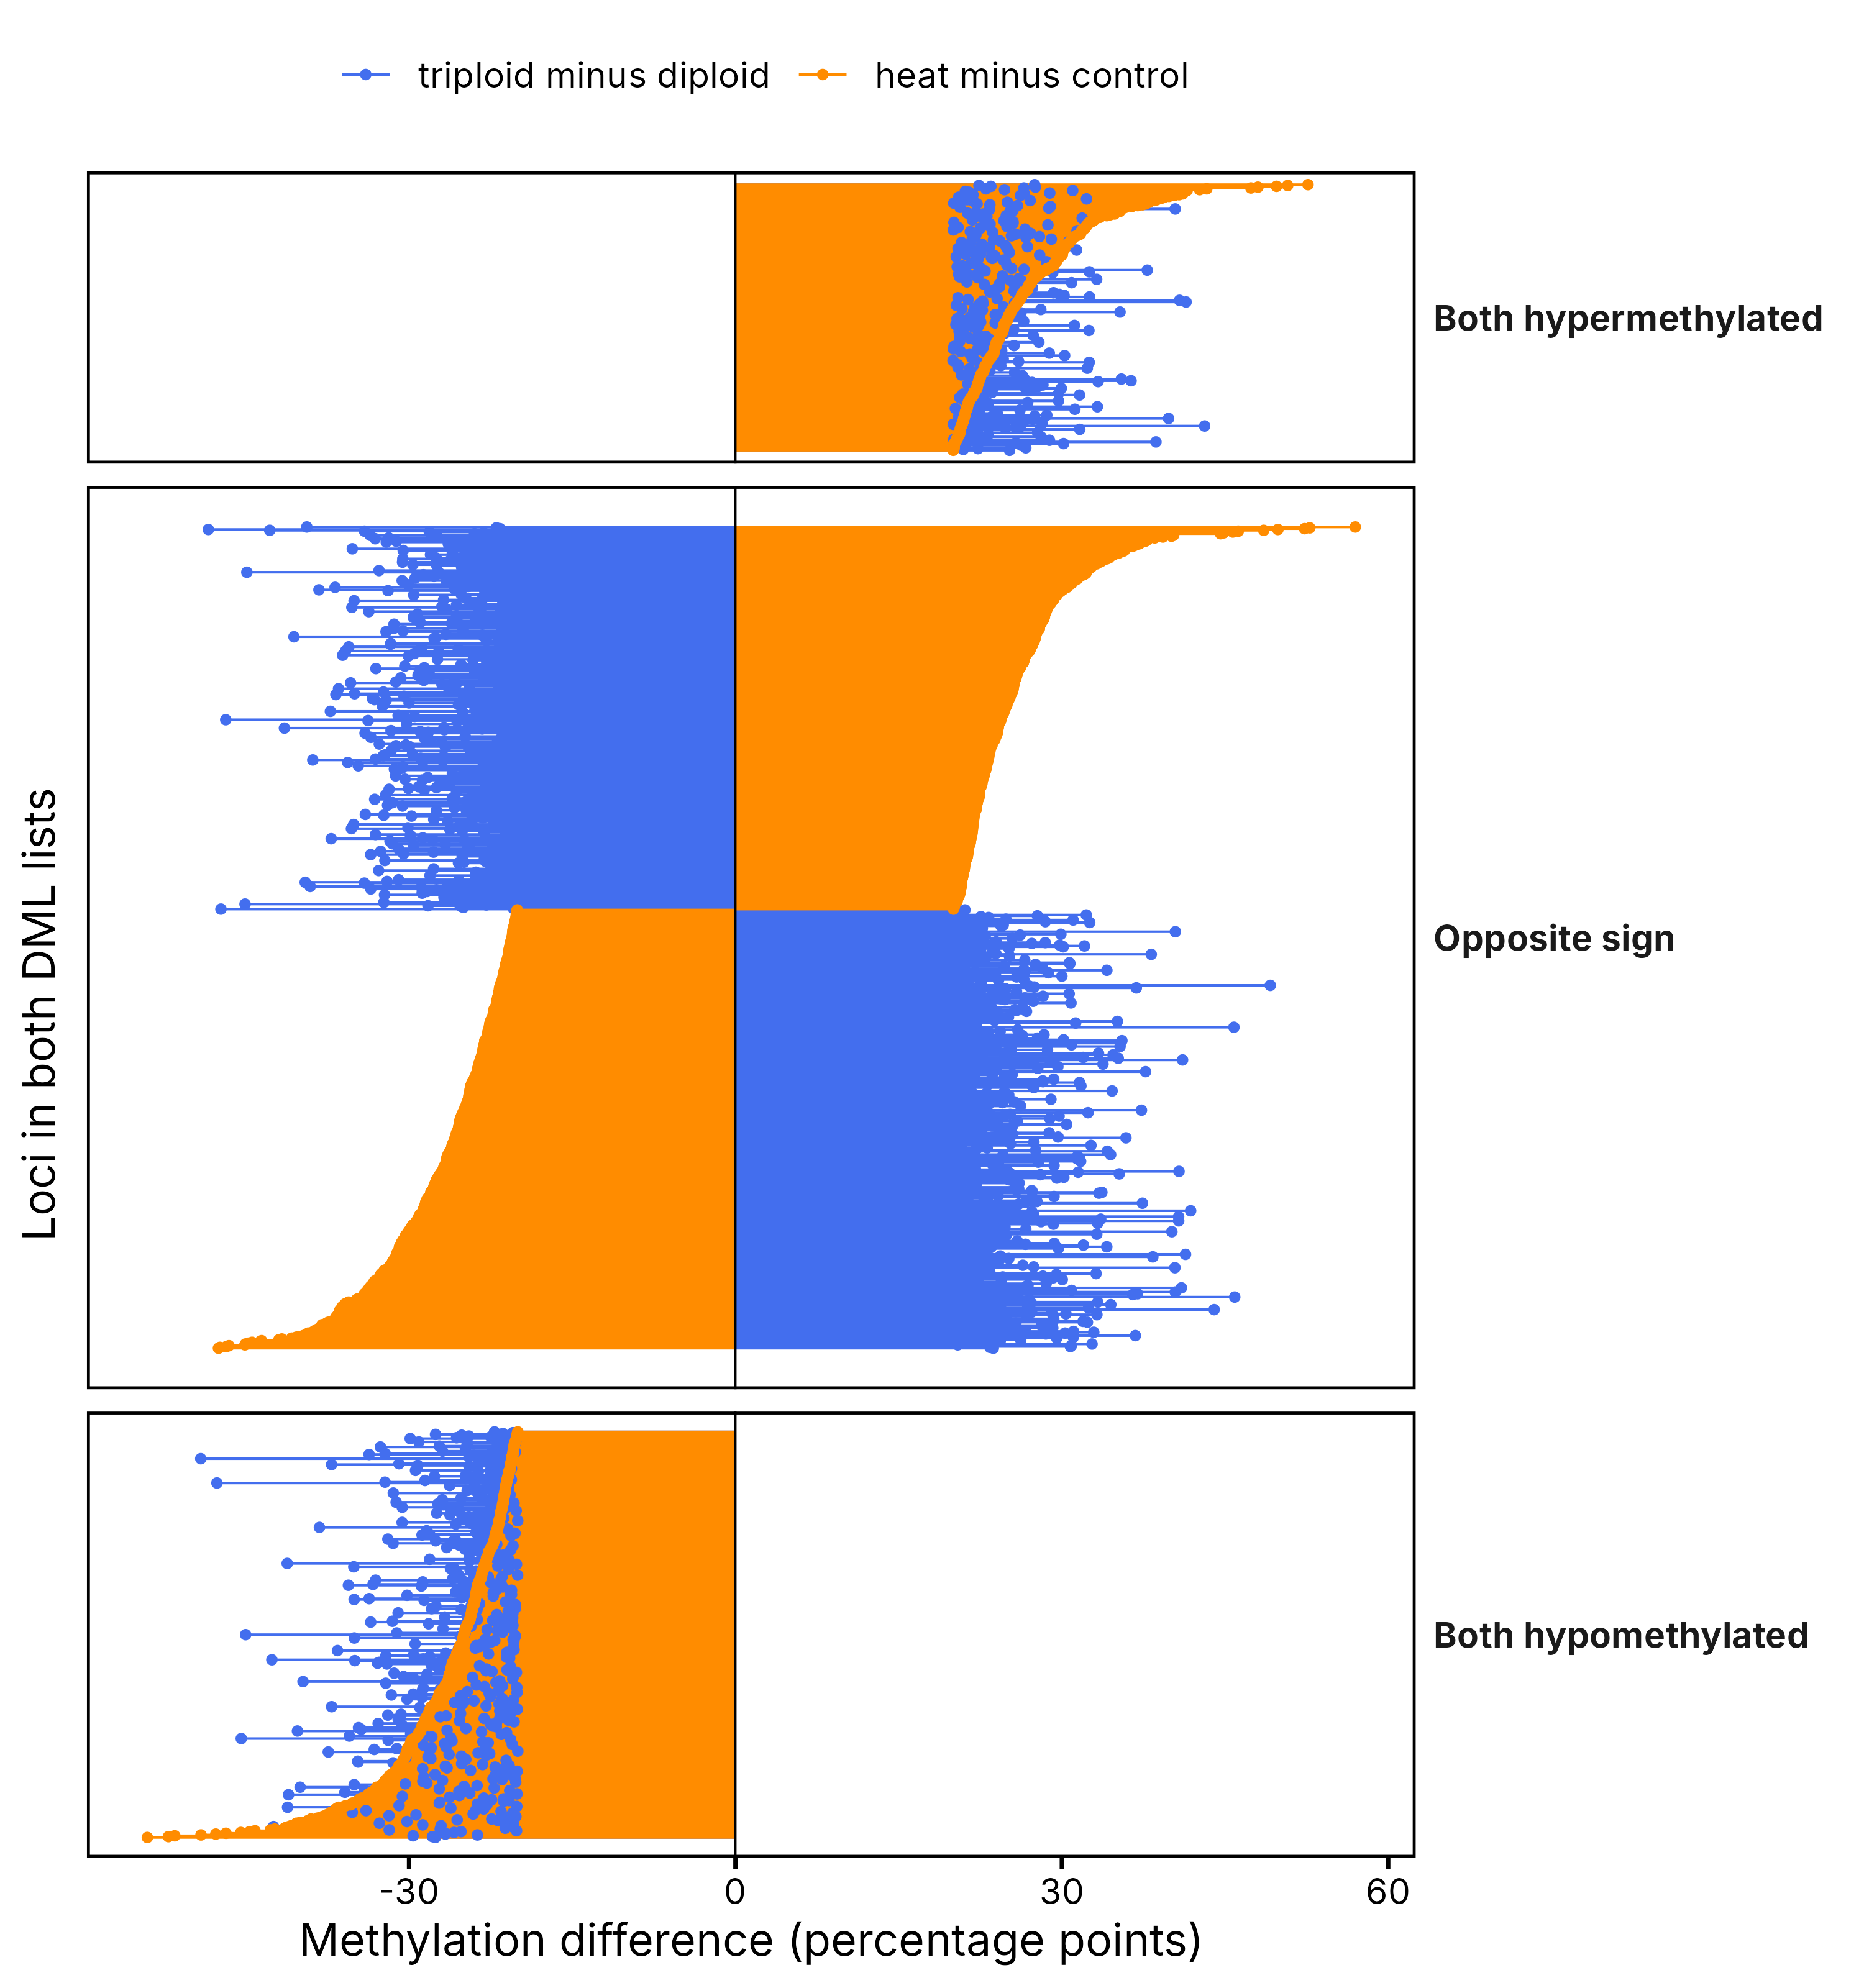 triploid minus diploid
heat minus control
Both hypermethylated
Loci in both DML lists
Opposite sign
Both hypomethylated
-30 0 30 60
Methylation difference (percentage points)